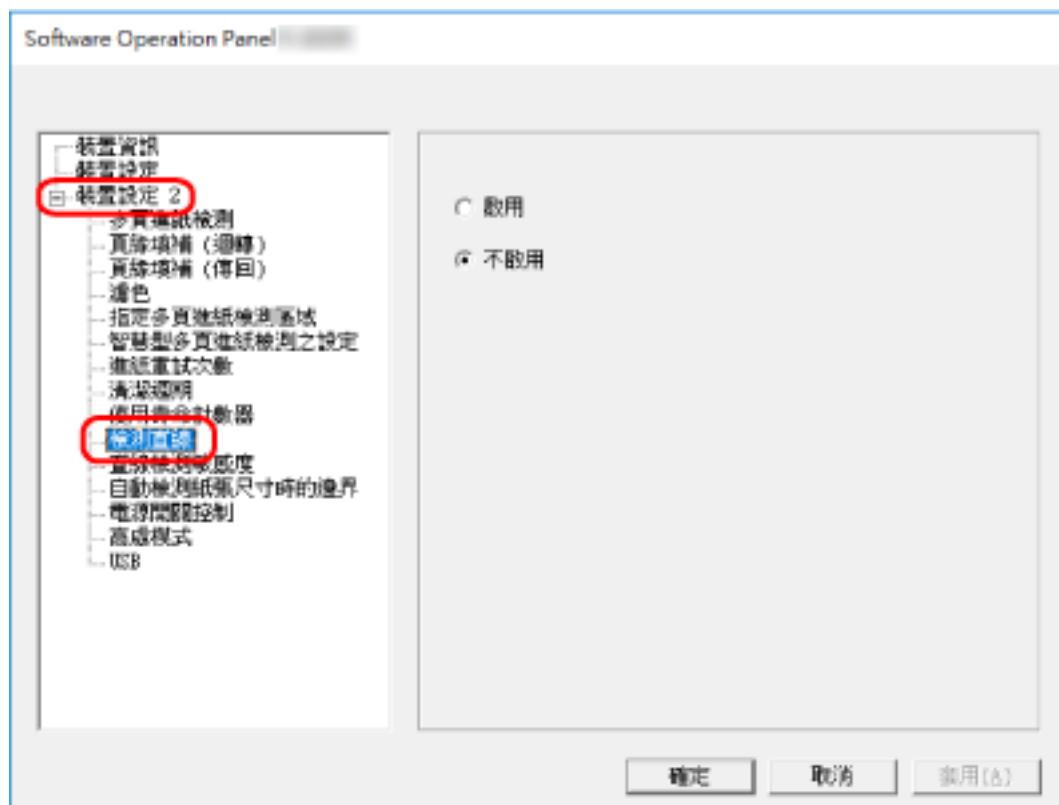 Software Operation Panel
裝置資訊
裝置設定
裝置設定 2
多頁進紙檢測
頁緣填補 (迴轉)
頁緣填補 (傳回)
濾色
指定多頁進紙檢測區域
智慧型多頁進紙檢測之設定
進紙重試次數
清潔週期
使用壽命計數器
檢測直線
直線檢測敏感度
自動檢測紙張尺寸時的邊界
電源開關控制
高處模式
USB
啟用
不啟用
確定
取消
套用(A)